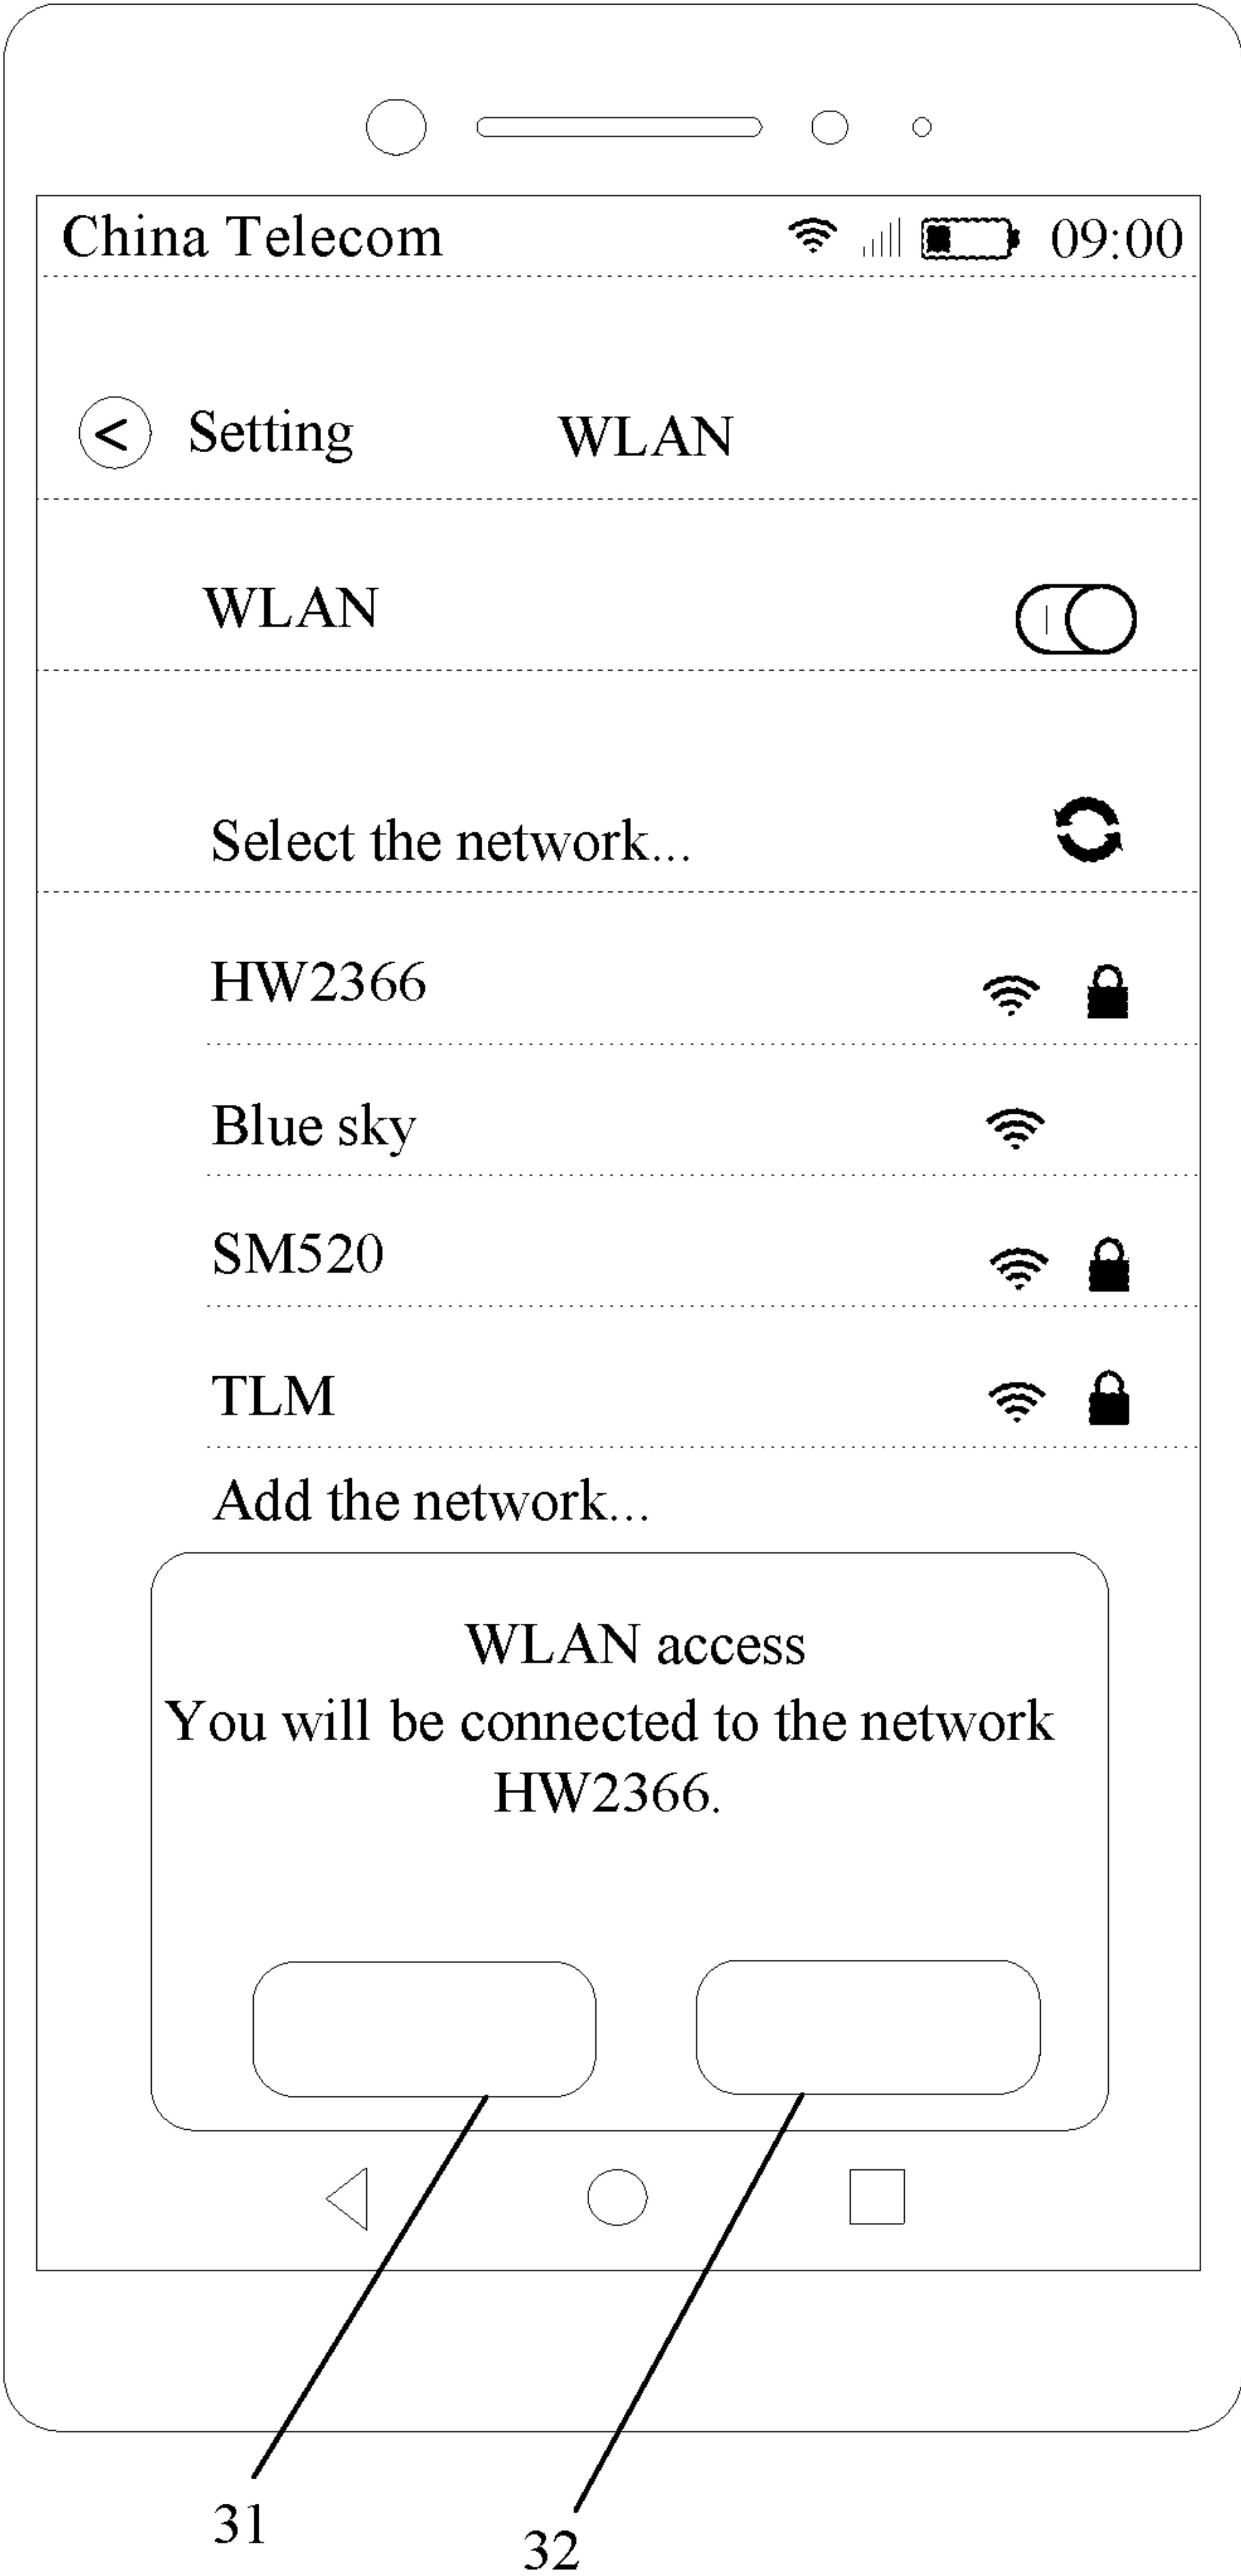 China Telecom 09:00
< Setting WLAN
WLAN
Select the network...
HW2366
Blue sky
SM520
TLM
Add the network...
WLAN access
You will be connected to the network
HW2366.
31
32